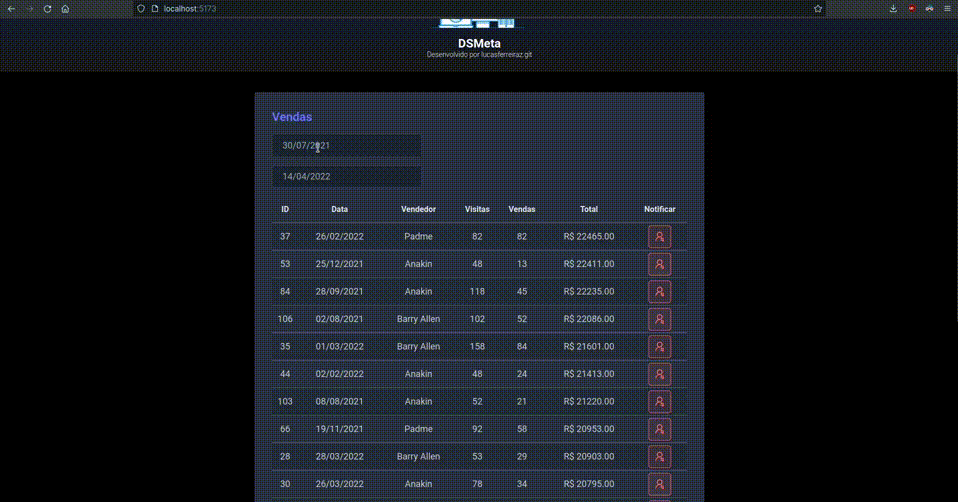 localhost:5173
DSMeta
Desenvolvido por lucasferreiraz.git
Vendas
30/07/2021
14/04/2022
ID Data Vendedor Visitas Vendas Total Notificar
37 26/02/2022 Padme 82 82 R$ 22465.00
53 25/12/2021 Anakin 48 13 R$ 22411.00
84 28/09/2021 Anakin 118 45 R$ 22235.00
106 02/08/2021 Barry Allen 102 52 R$ 22086.00
35 01/03/2022 Barry Allen 158 84 R$ 21601.00
44 02/02/2022 Anakin 48 24 R$ 21413.00
103 08/08/2021 Anakin 52 21 R$ 21220.00
66 19/11/2021 Padme 92 58 R$ 20953.00
28 28/03/2022 Barry Allen 53 29 R$ 20903.00
30 26/03/2022 Anakin 78 34 R$ 20795.00